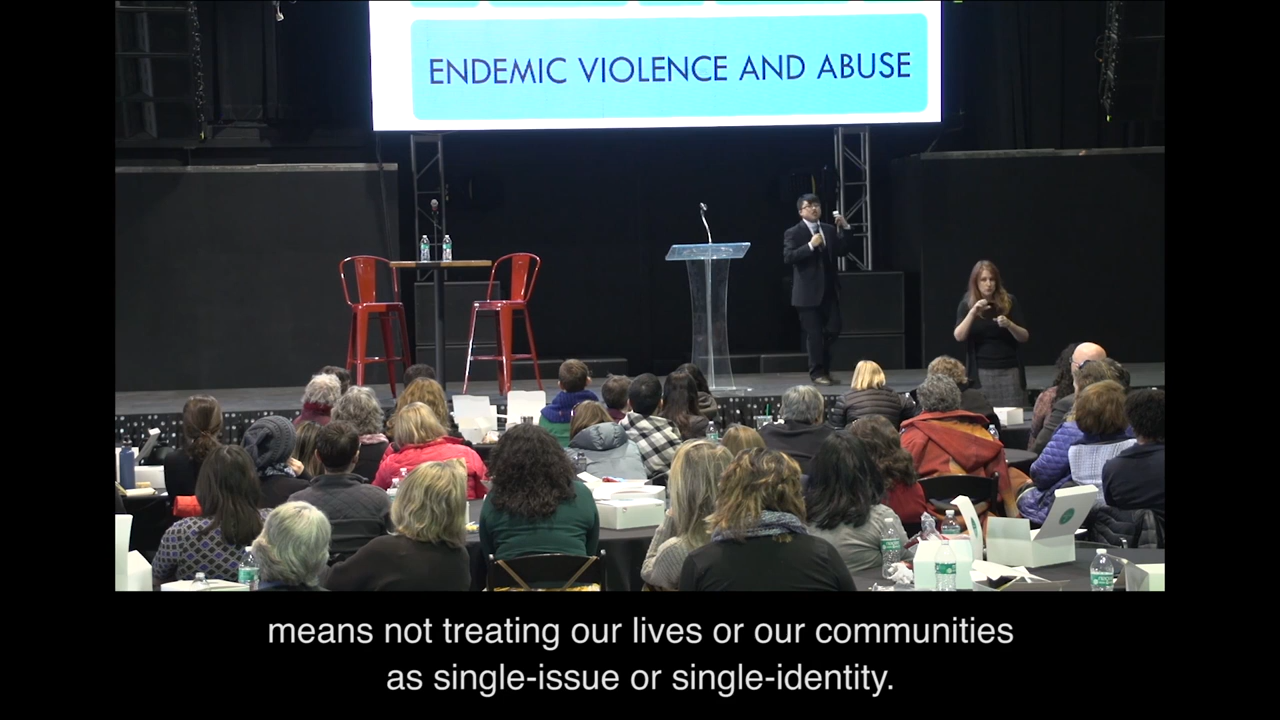 ENDEMIC VIOLENCE AND ABUSE
means not treating our lives or our communities
as single-issue or single-identity.